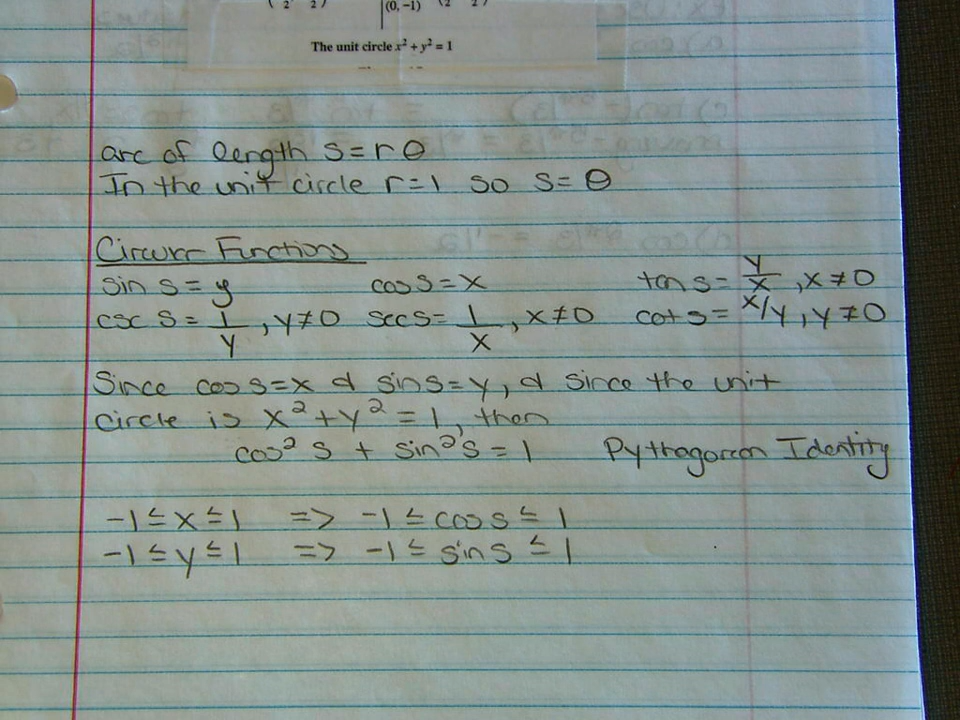 (0, −1)
The unit circle x² + y² = 1
arc of length s = r θ
In the unit circle r = 1 so s = θ
Functions
sin s = y cos s = x tan s = y/x , x ≠ 0
csc s = 1/y , y ≠ 0 sec s = 1/x , x ≠ 0 cot s = x/y , y ≠ 0
Since cos s = x & sin s = y, & since the unit
circle is x² + y² = 1, then
cos² s + sin² s = 1 Pythagorean Identity
−1 ≤ x ≤ 1 => −1 ≤ cos s ≤ 1
−1 ≤ y ≤ 1 => −1 ≤ sin s ≤ 1